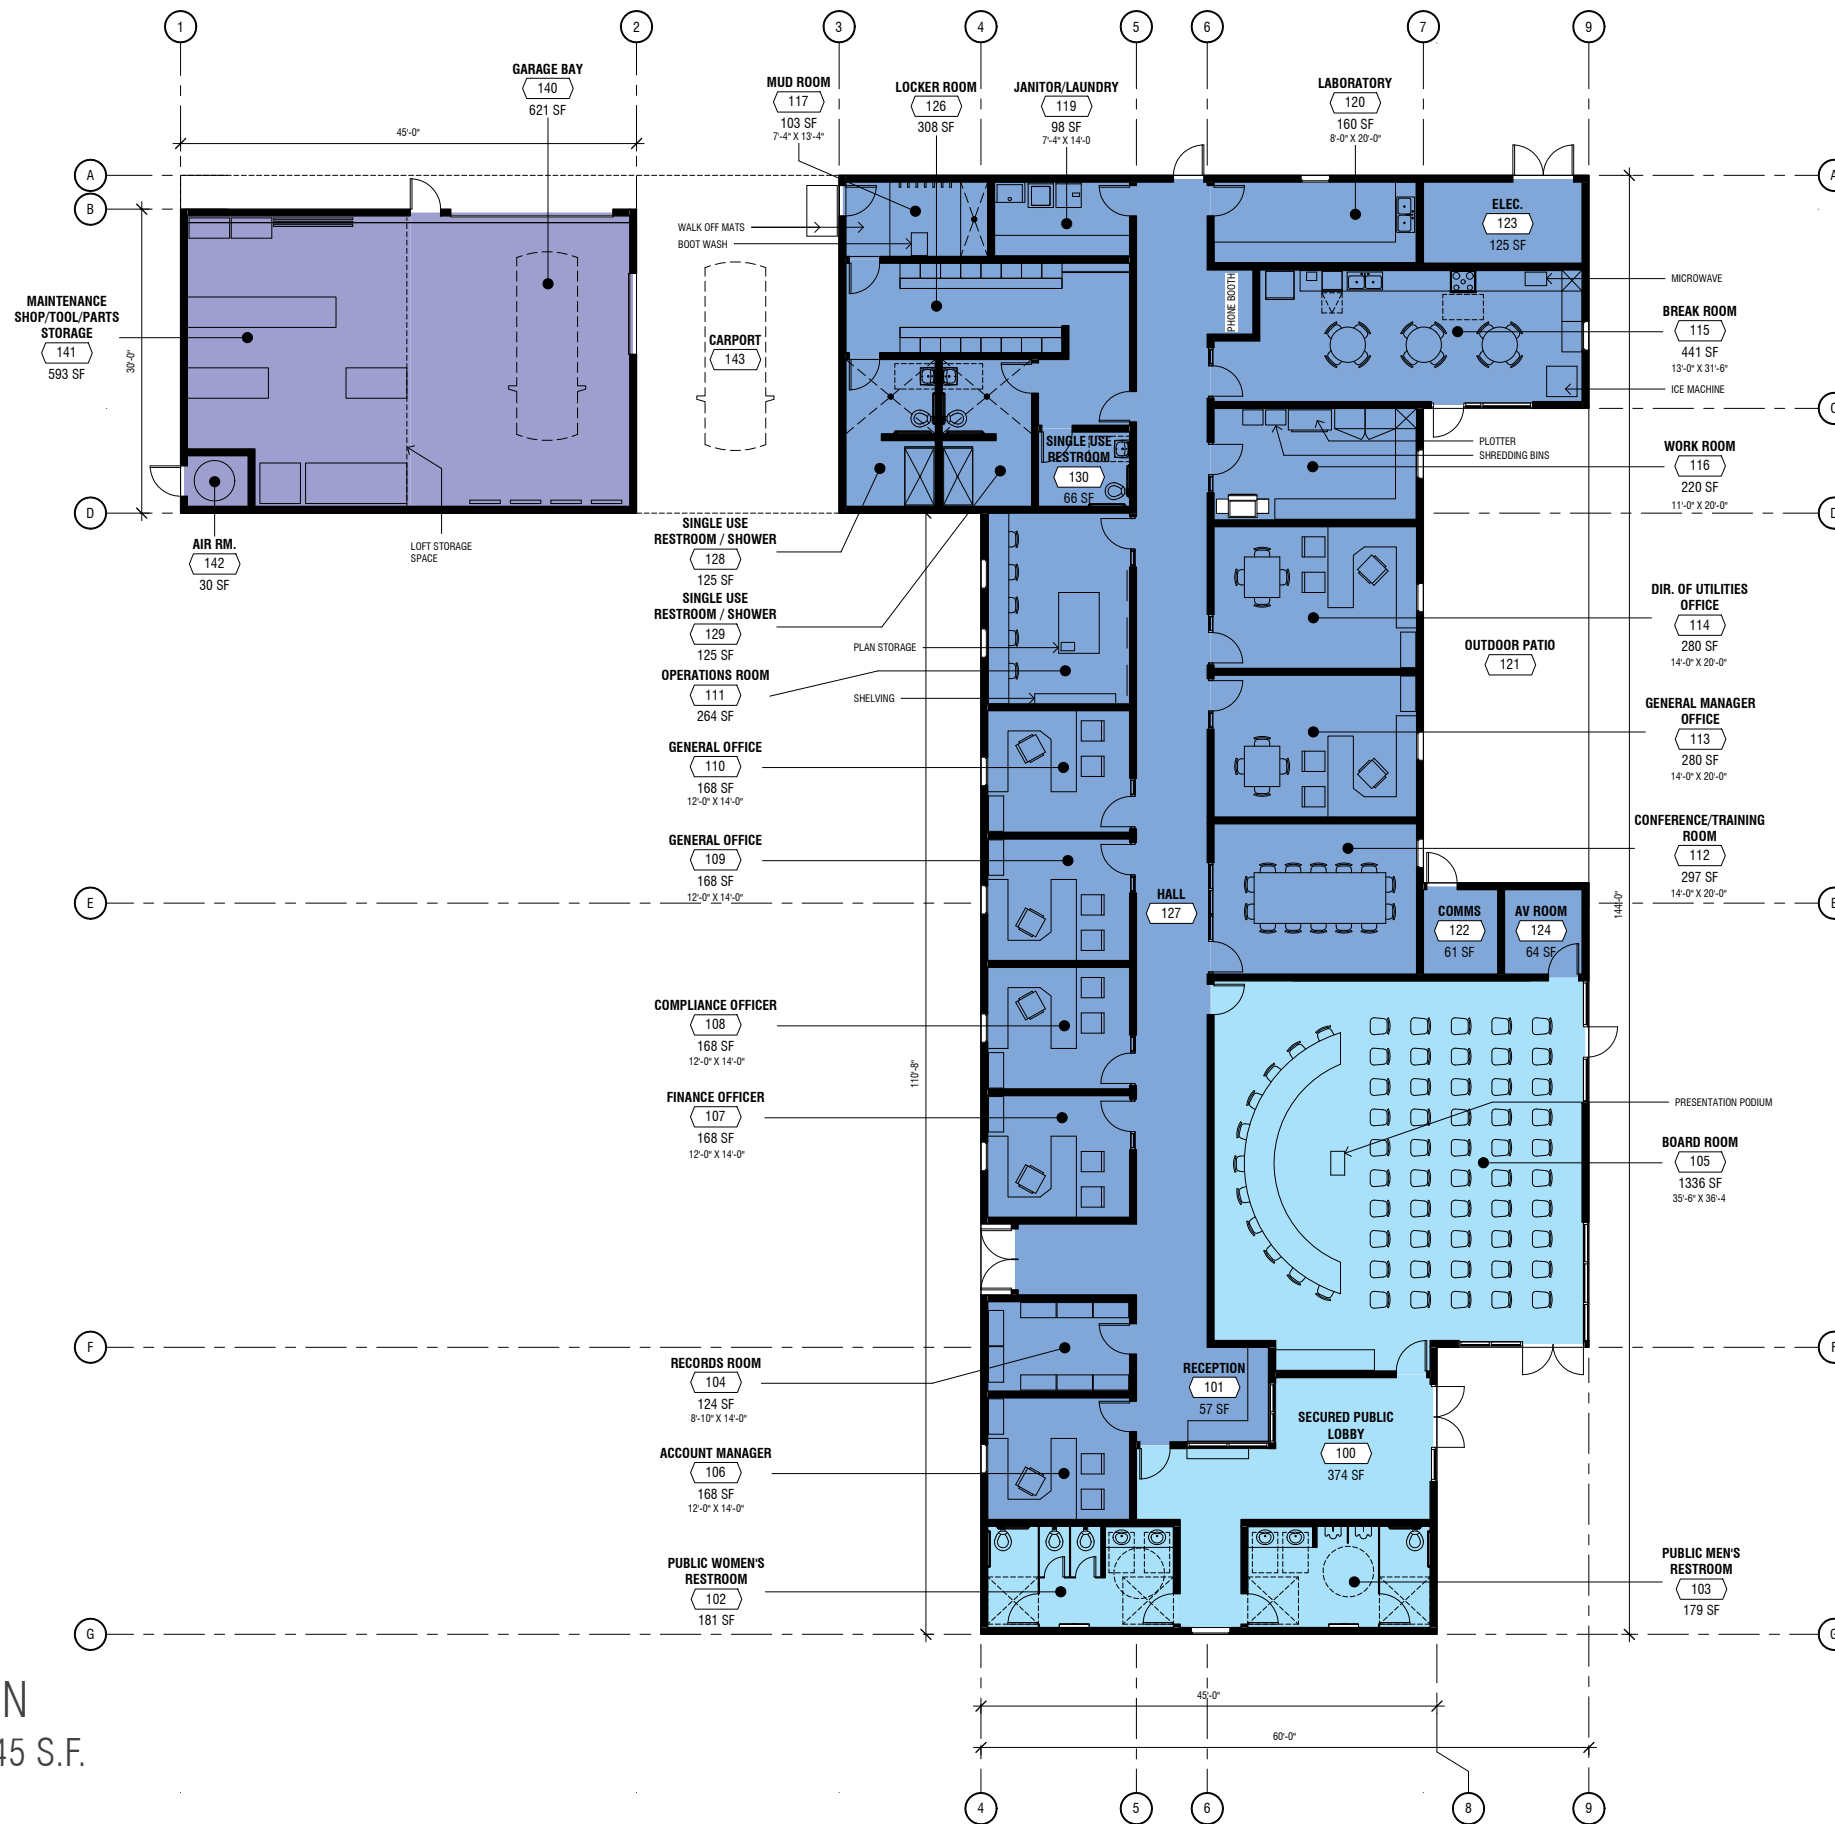 1
2
3
4
5
6
7
9
GARAGE BAY
140
621 SF
45'-0"
MUD ROOM
117
103 SF
7'-4" X 13'-4"
LOCKER ROOM
126
308 SF
JANITOR/LAUNDRY
119
98 SF
7'-4" X 14'-0
LABORATORY
120
160 SF
8'-0" X 20'-0"
A
A
B
WALK OFF MATS
BOOT WASH
ELEC.
123
125 SF
PHONE BOOTH
MICROWAVE
MAINTENANCE
SHOP/TOOL/PARTS
STORAGE
141
593 SF
30'-0"
CARPORT
143
BREAK ROOM
115
441 SF
13'-0" X 31'-6"
ICE MACHINE
C
SINGLE USE
RESTROOM
130
66 SF
PLOTTER
SHREDDING BINS
WORK ROOM
116
220 SF
11'-0" X 20'-0"
D
D
AIR RM.
142
30 SF
LOFT STORAGE
SPACE
SINGLE USE
RESTROOM / SHOWER
128
125 SF
SINGLE USE
RESTROOM / SHOWER
129
125 SF
PLAN STORAGE
DIR. OF UTILITIES
OFFICE
114
280 SF
14'-0" X 20'-0"
OUTDOOR PATIO
121
OPERATIONS ROOM
111
264 SF
SHELVING
GENERAL MANAGER
OFFICE
113
280 SF
14'-0" X 20'-0"
GENERAL OFFICE
110
168 SF
12'-0" X 14'-0"
GENERAL OFFICE
109
168 SF
12'-0" X 14'-0"
CONFERENCE/TRAINING
ROOM
112
297 SF
14'-0" X 20'-0"
E
E
HALL
127
COMMS
122
61 SF
AV ROOM
124
64 SF
144'-0"
COMPLIANCE OFFICER
108
168 SF
12'-0" X 14'-0"
110'-8"
FINANCE OFFICER
107
168 SF
12'-0" X 14'-0"
PRESENTATION PODIUM
BOARD ROOM
105
1336 SF
35'-6" X 36'-4
F
F
RECORDS ROOM
104
124 SF
8'-10" X 14'-0"
RECEPTION
101
57 SF
SECURED PUBLIC
LOBBY
100
374 SF
ACCOUNT MANAGER
106
168 SF
12'-0" X 14'-0"
PUBLIC WOMEN'S
RESTROOM
102
181 SF
PUBLIC MEN'S
RESTROOM
103
179 SF
G
G
N
45 S.F.
45'-0"
60'-0"
4
5
6
8
9